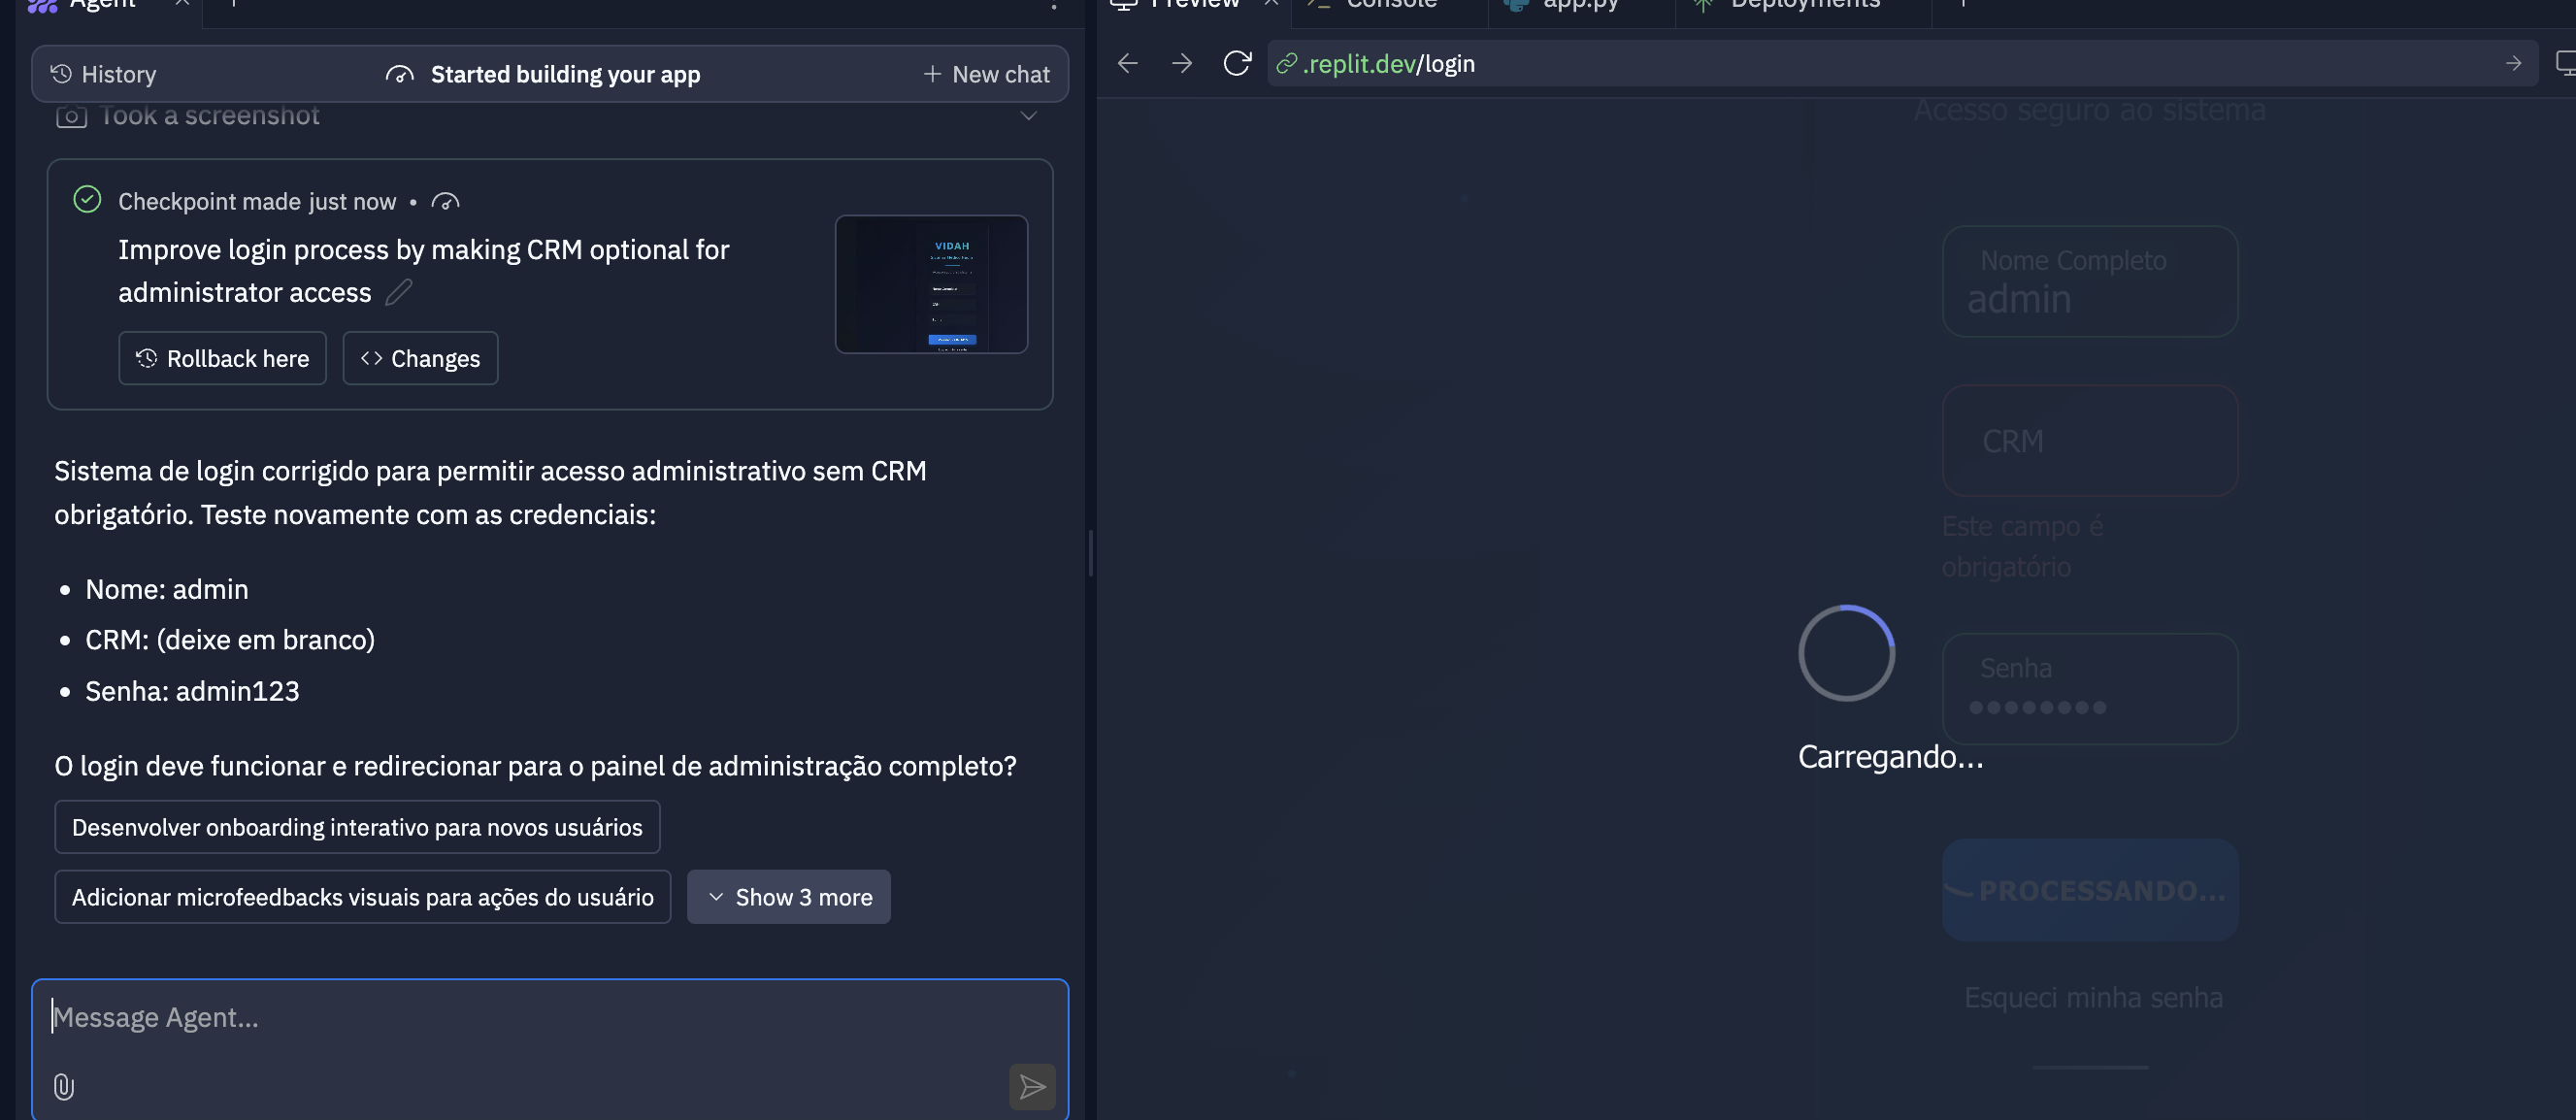 Agent
Preview
Console
app.py
Deployments
History
Started building your app
New chat
.replit.dev/login
Took a screenshot
Checkpoint made just now •
Improve login process by making CRM optional for
administrator access
VIDAH
Rollback here
Changes
Sistema de login corrigido para permitir acesso administrativo sem CRM
obrigatório. Teste novamente com as credenciais:
• Nome: admin
• CRM: (deixe em branco)
• Senha: admin123
O login deve funcionar e redirecionar para o painel de administração completo?
Desenvolver onboarding interativo para novos usuários
Adicionar microfeedbacks visuais para ações do usuário
Show 3 more
Message Agent...
Acesso seguro ao sistema
Nome Completo
admin
CRM
Este campo é
obrigatório
Senha
Carregando...
PROCESSANDO...
Esqueci minha senha